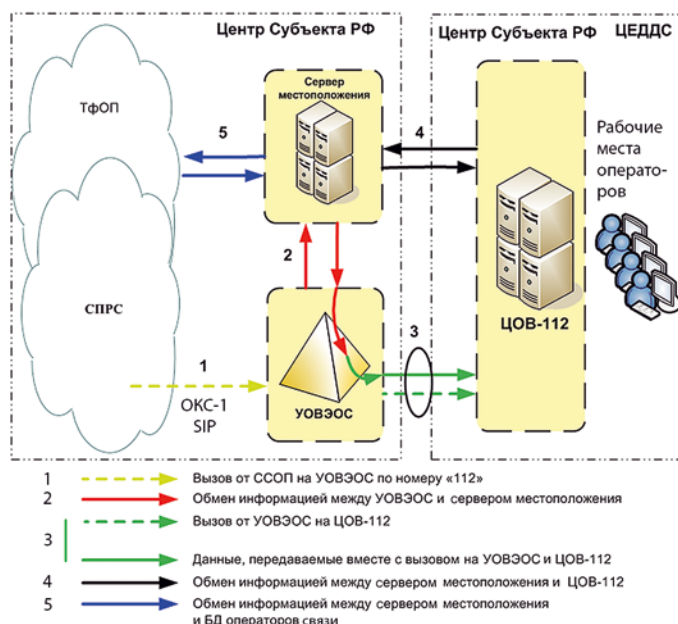 Центр Субъекта РФ
Центр Субъекта РФ
ЦЕДДС
Сервер
местоположения
ТфОП
5
4
Рабочие
места
операто-
ров
2
СПРС
ЦОВ-112
3
1
ОКС-1
SIP
УОВЭОС
1 Вызов от ССОП на УОВЭОС по номеру «112»
2 Обмен информацией между УОВЭОС и сервером местоположения
3 Вызов от УОВЭОС на ЦОВ-112
Данные, передаваемые вместе с вызовом на УОВЭОС и ЦОВ-112
4 Обмен информацией между сервером местоположения и ЦОВ-112
5 Обмен информацией между сервером местоположения
и БД операторов связи